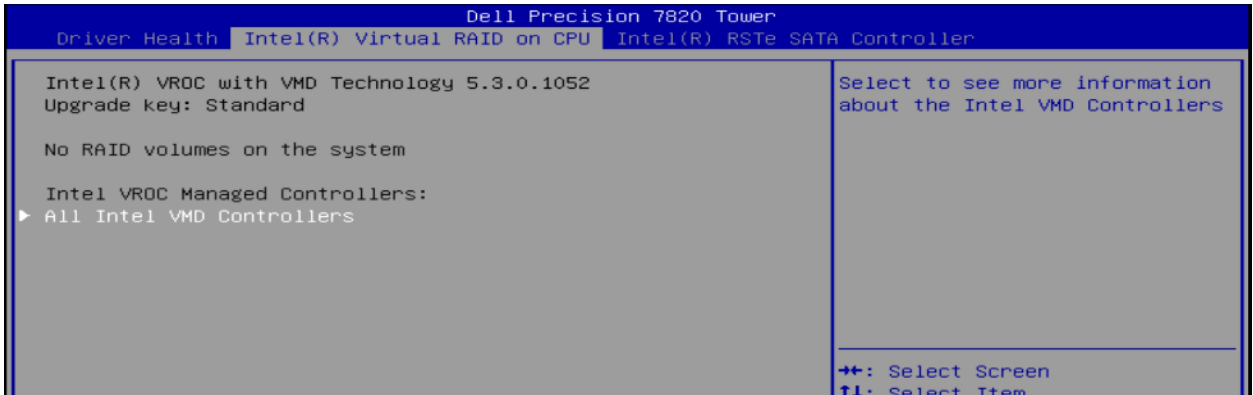 Dell Precision 7820 Tower
Driver Health Intel(R) Virtual RAID on CPU Intel(R) RSTe SATA Controller
Intel(R) VROC with VMD Technology 5.3.0.1052
Upgrade key: Standard
No RAID volumes on the system
Intel VROC Managed Controllers:
► All Intel VMD Controllers
Select to see more information
about the Intel VMD Controllers
→←: Select Screen
↑↓: Select Item